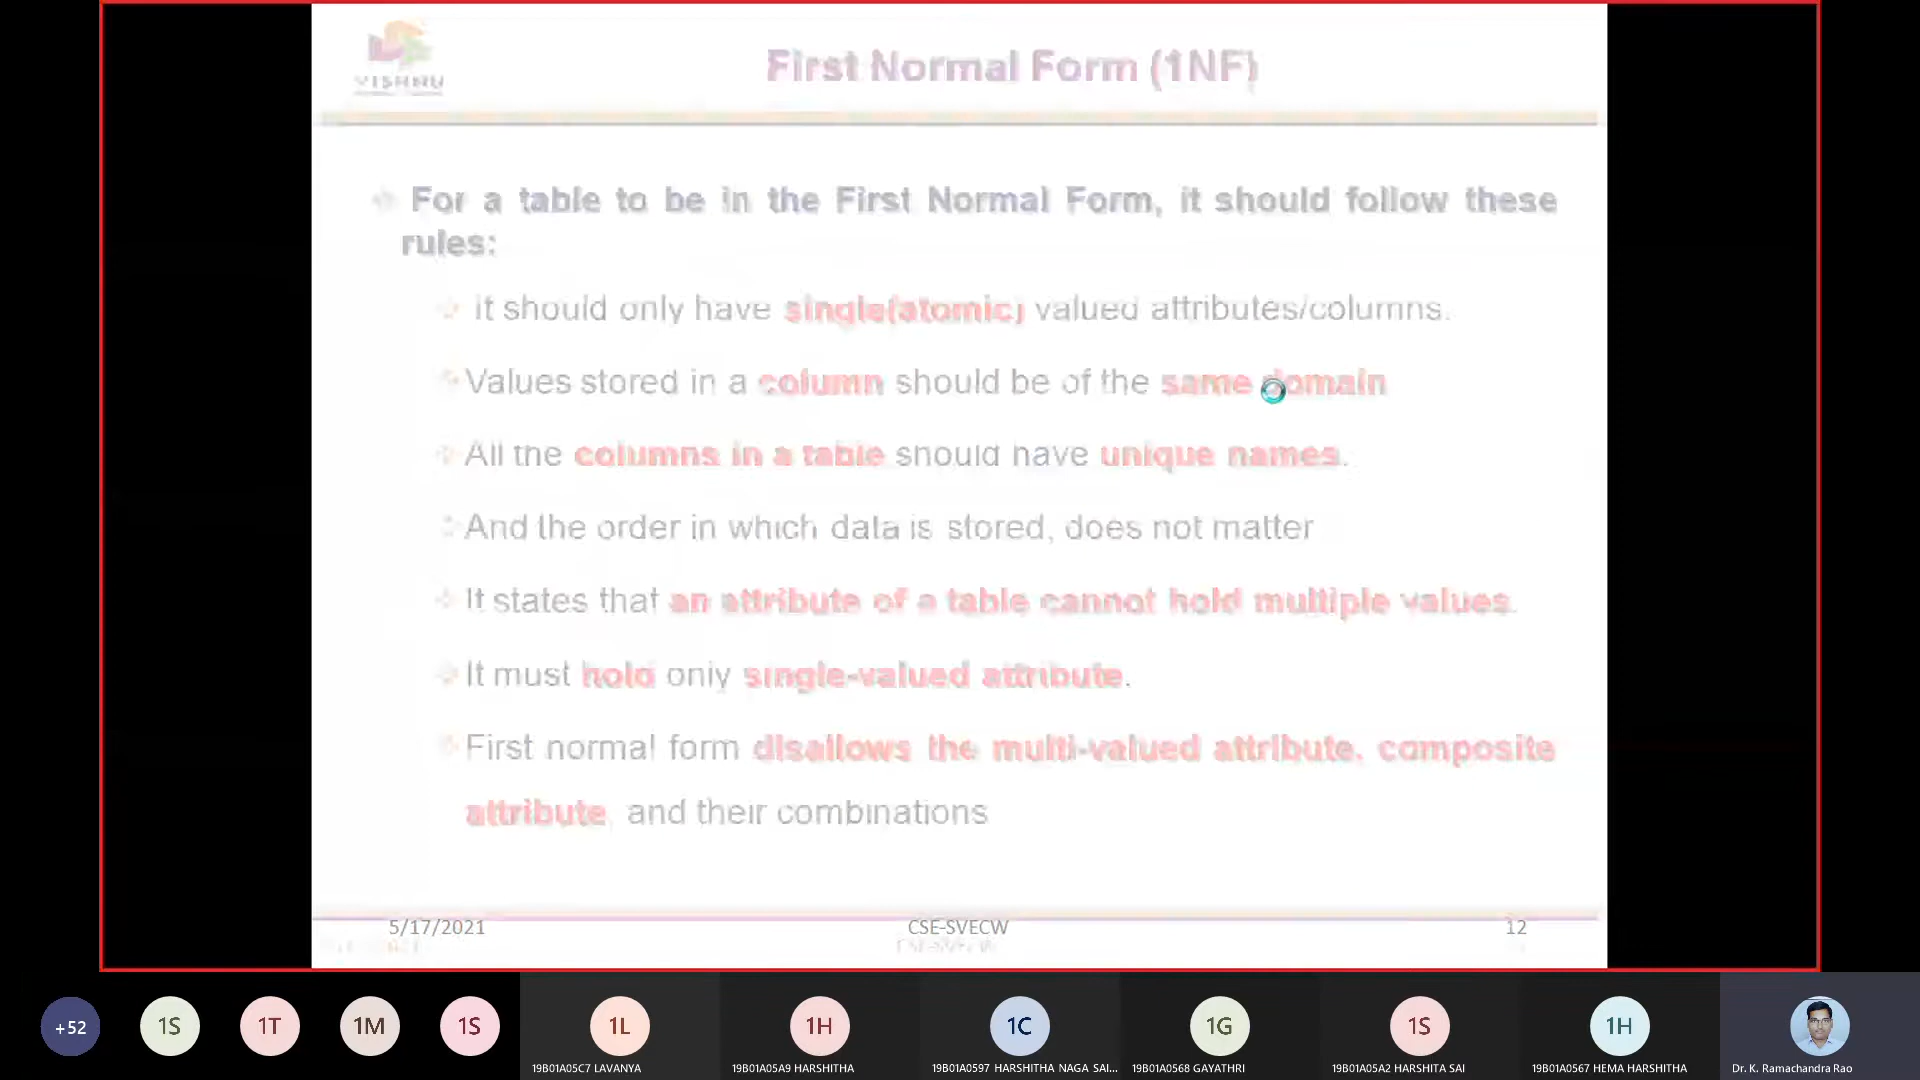 VISHNU
First Normal Form (1NF)
For a table to be in the First Normal Form, it should follow these
rules:
It should only have single(atomic) valued attributes/columns.
Values stored in a column should be of the same domain
All the columns in a table should have unique names.
And the order in which data is stored, does not matter
It states that an attribute of a table cannot hold multiple values.
It must hold only single-valued attribute.
First normal form disallows the multi-valued attribute, composite
attribute, and their combinations
5/17/2021 CSE-SVECW 12
CSE-SVECW
+52 1S 1T 1M 1S 1L 1H 1C 1G 1S 1H
19B01A05C7 LAVANYA 19B01A05A9 HARSHITHA 19B01A0597 HARSHITHA NAGA SAI... 19B01A0568 GAYATHRI 19B01A05A2 HARSHITA SAI 19B01A0567 HEMA HARSHITHA Dr. K. Ramachandra Rao